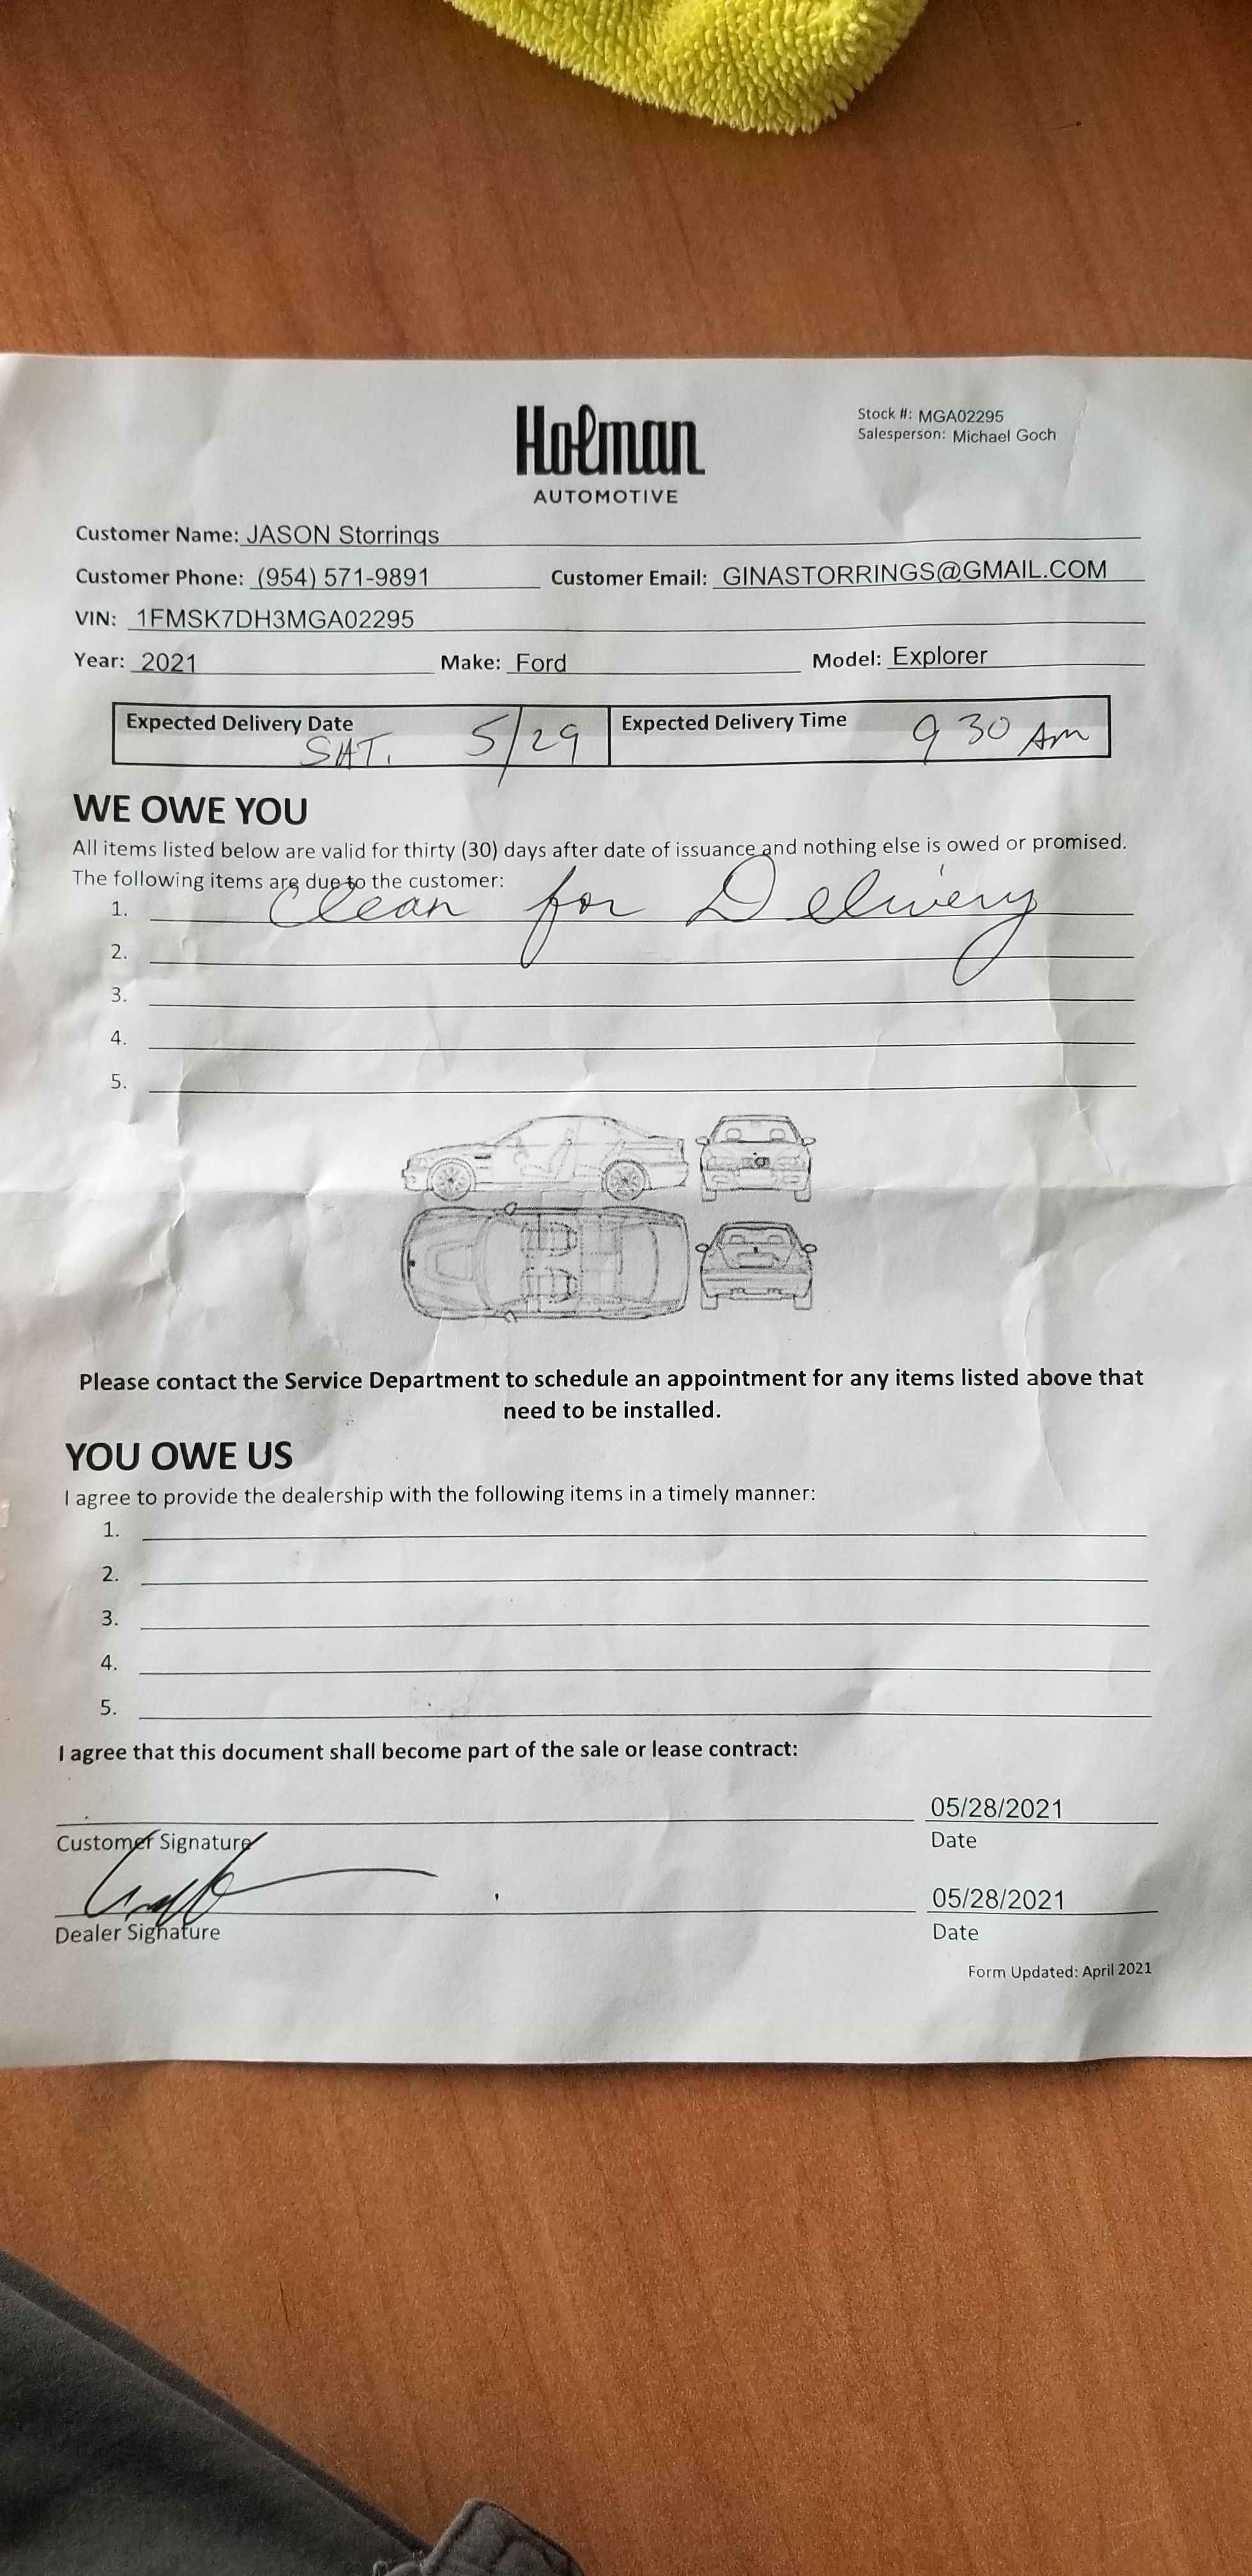 Holman
AUTOMOTIVE
Stock #: MGA02295
Salesperson: Michael Goch
Customer Name: JASON Storrings
Customer Phone: (954) 571-9891 Customer Email: GINASTORRINGS@GMAIL.COM
VIN: 1FMSK7DH3MGA02295
Year: 2021 Make: Ford Model: Explorer
Expected Delivery Date Expected Delivery Time
SAT. 5/29 9 30 Am
WE OWE YOU
All items listed below are valid for thirty (30) days after date of issuance and nothing else is owed or promised.
The following items are due to the customer:
1. Clean for Delivery
2.
3.
4.
5.
Please contact the Service Department to schedule an appointment for any items listed above that
need to be installed.
YOU OWE US
I agree to provide the dealership with the following items in a timely manner:
1.
2.
3.
4.
5.
I agree that this document shall become part of the sale or lease contract:
05/28/2021
Customer Signature Date
05/28/2021
Dealer Signature Date
Form Updated: April 2021